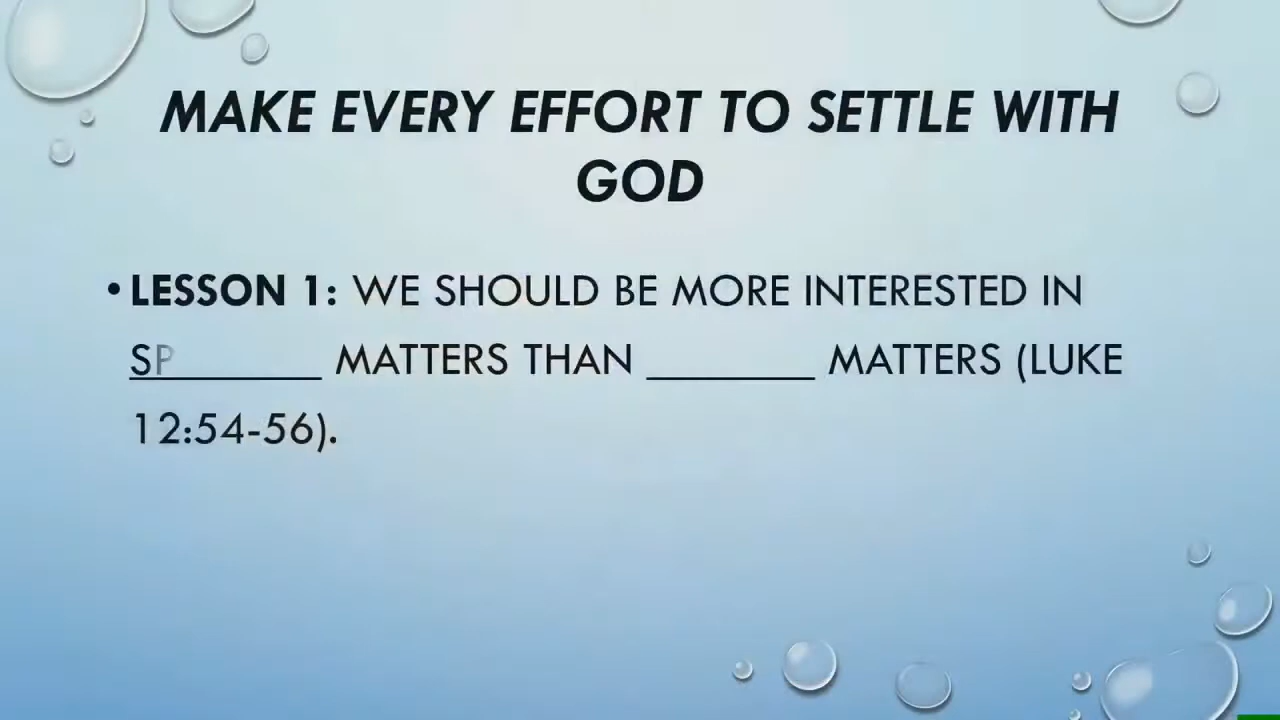 MAKE EVERY EFFORT TO SETTLE WITH
GOD
• LESSON 1: WE SHOULD BE MORE INTERESTED IN
SP_______ MATTERS THAN ________ MATTERS (LUKE
12:54-56).